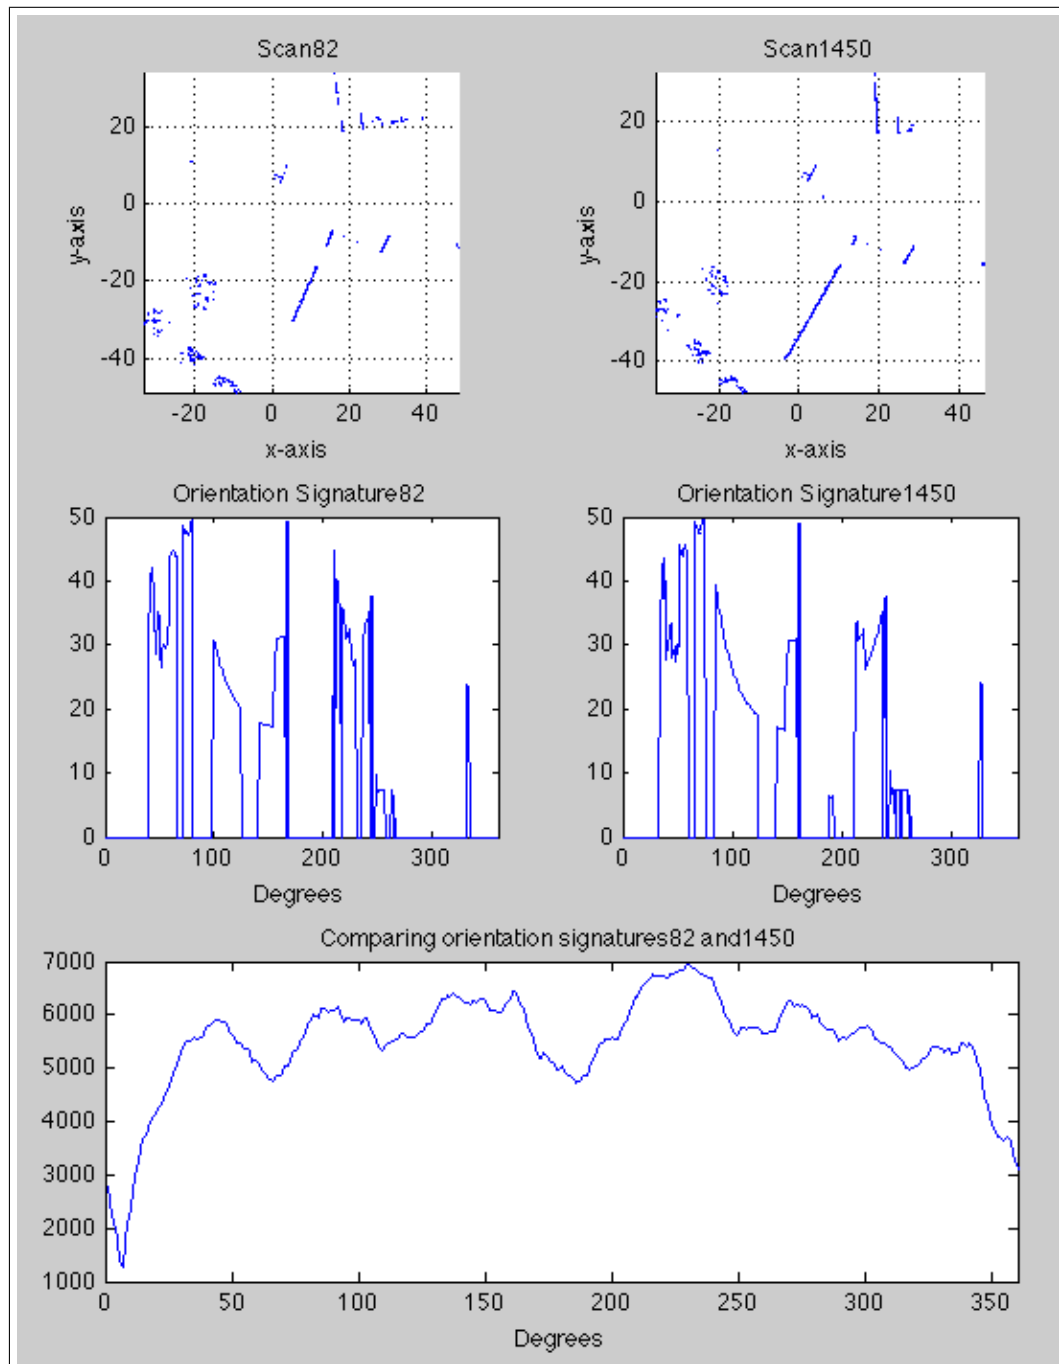 Scan82
Scan1450
20
0
-20
-40
y-axis
-20 0 20 40
x-axis
20
0
-20
-40
y-axis
-20 0 20 40
x-axis
Orientation Signature82
Orientation Signature1450
50
40
30
20
10
0
0 100 200 300
Degrees
50
40
30
20
10
0
0 100 200 300
Degrees
Comparing orientation signatures82 and1450
7000
6000
5000
4000
3000
2000
1000
0 50 100 150 200 250 300 350
Degrees